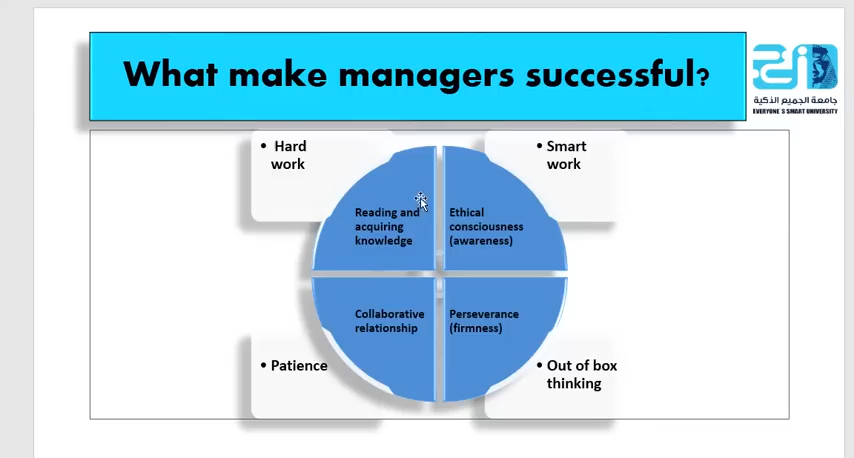 What make managers successful?
جامعة الجميع الذكية
EVERYONE'S SMART UNIVERSITY
• Hard
work
• Smart
work
Reading and
acquiring
knowledge
Ethical
consciousness
(awareness)
Collaborative
relationship
Perseverance
(firmness)
• Patience
• Out of box
thinking